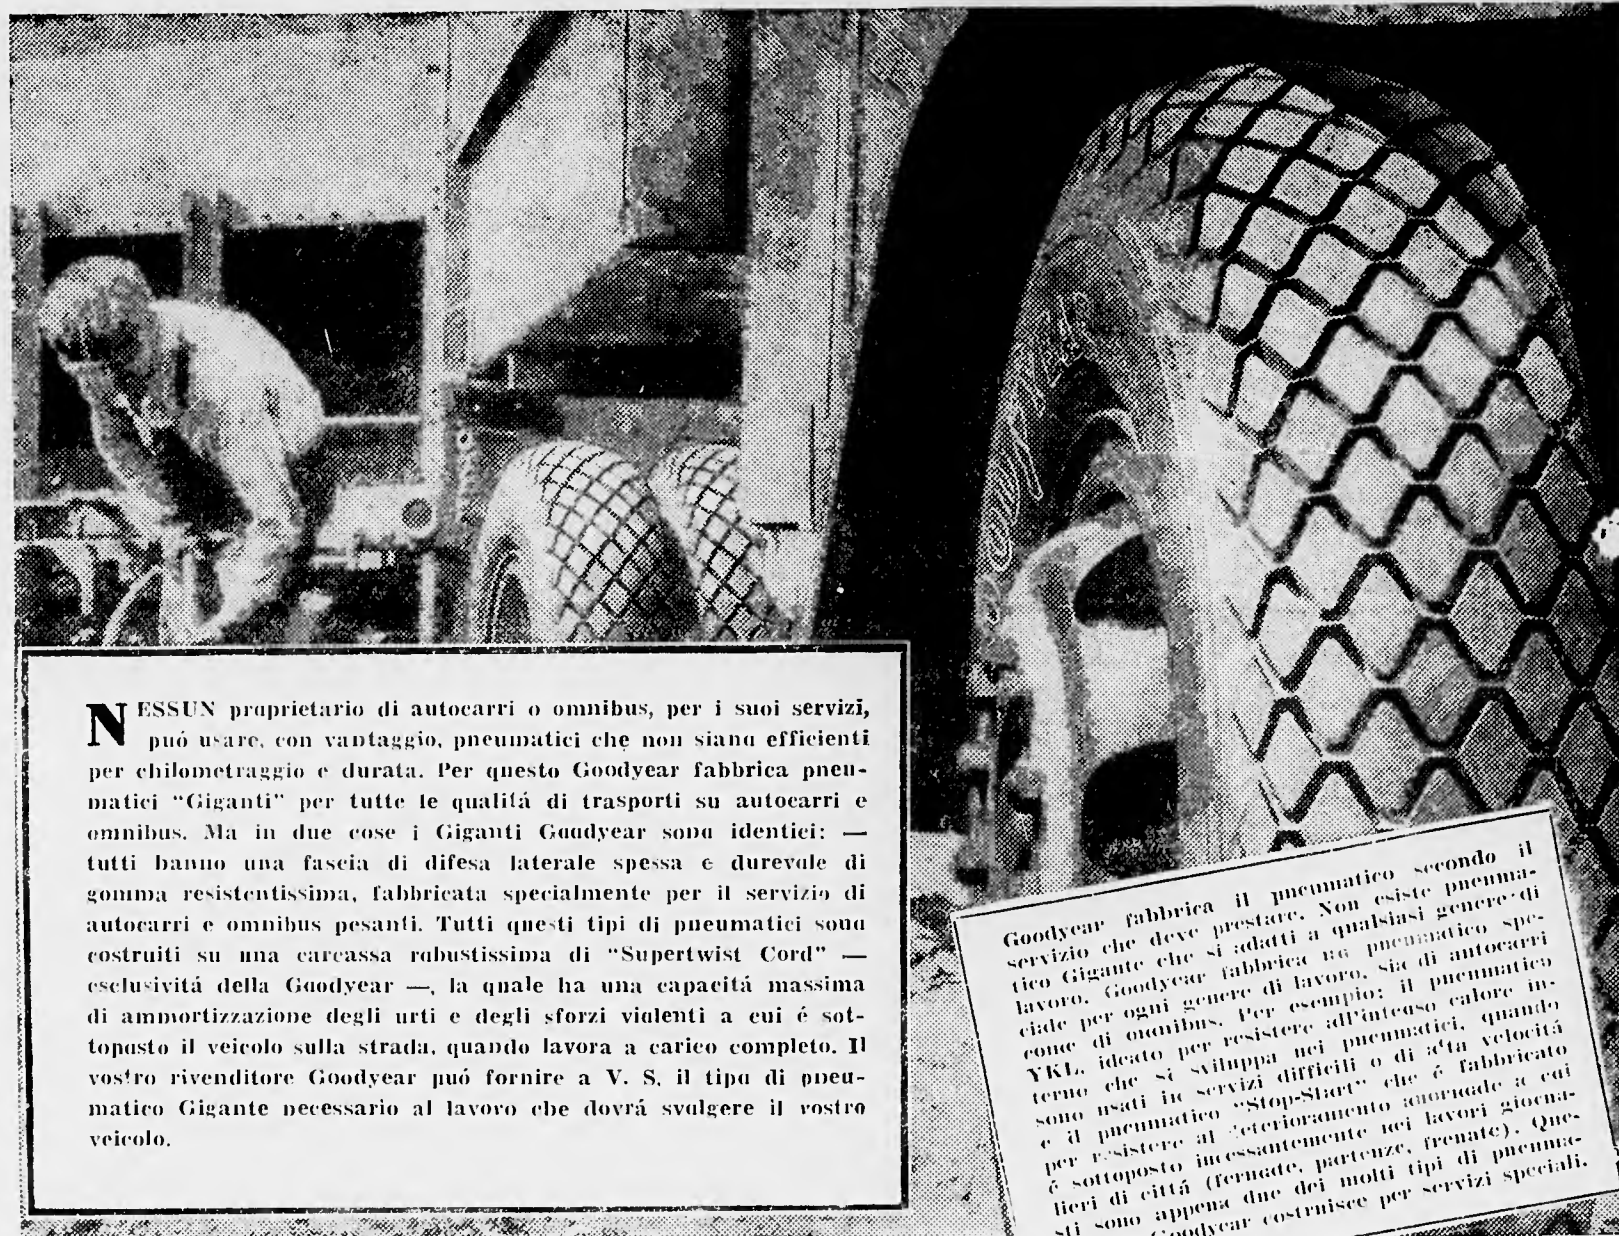 NESSUN proprietario di autocarri o omnibus, per i suoi servizi,
puó usare, con vantaggio, pneumatici che non siano efficienti
per chilometraggio e durata. Per questo Goodyear fabbrica pneu-
matici "Giganti" per tutte le qualitá di trasporti su autocarri e
omnibus. Ma in due cose i Giganti Goodyear sono identici: —
tutti hanno una fascia di difesa laterale spessa e durevole di
gomma resistentissima, fabbricata specialmente per il servizio di
autocarri e omnibus pesanti. Tutti questi tipi di pneumatici sono
costruiti su una carcassa robustissima di "Supertwist Cord" —
esclusivitá della Goodyear —, la quale ha una capacitá massima
di ammortizzazione degli urti e degli sforzi violenti a cui é sot-
toposto il veicolo sulla strada, quando lavora a carico completo. Il
vostro rivenditore Goodyear puó fornire a V. S. il tipo di pneu-
matico Gigante necessario al lavoro che dovrá svolgere il vostro
veicolo.
Goodyear fabbrica il pneumatico secondo il
servizio che deve prestare. Non esiste pneuma-
tico Gigante che si adatti a qualsiasi genere di
lavoro. Goodyear fabbrica un pneumatico spe-
ciale per ogni genere di lavoro, sia di autocarri
come di omnibus. Per esempio: il pneumatico
YKL, ideato per resistere all'intenso calore in-
terno che si sviluppa nei pneumatici, quando
sono usati in servizi difficili o di alta velocitá
e il pneumatico "Stop-Start" che é fabbricato
per resistere al deterioramento anormale a cui
é sottoposto incessantemente nei lavori giorna-
lieri di cittá (fermate, partenze, frenate). Que-
sti sono appena due dei molti tipi di pneuma-
Goodyear costruisce per servizi speciali.